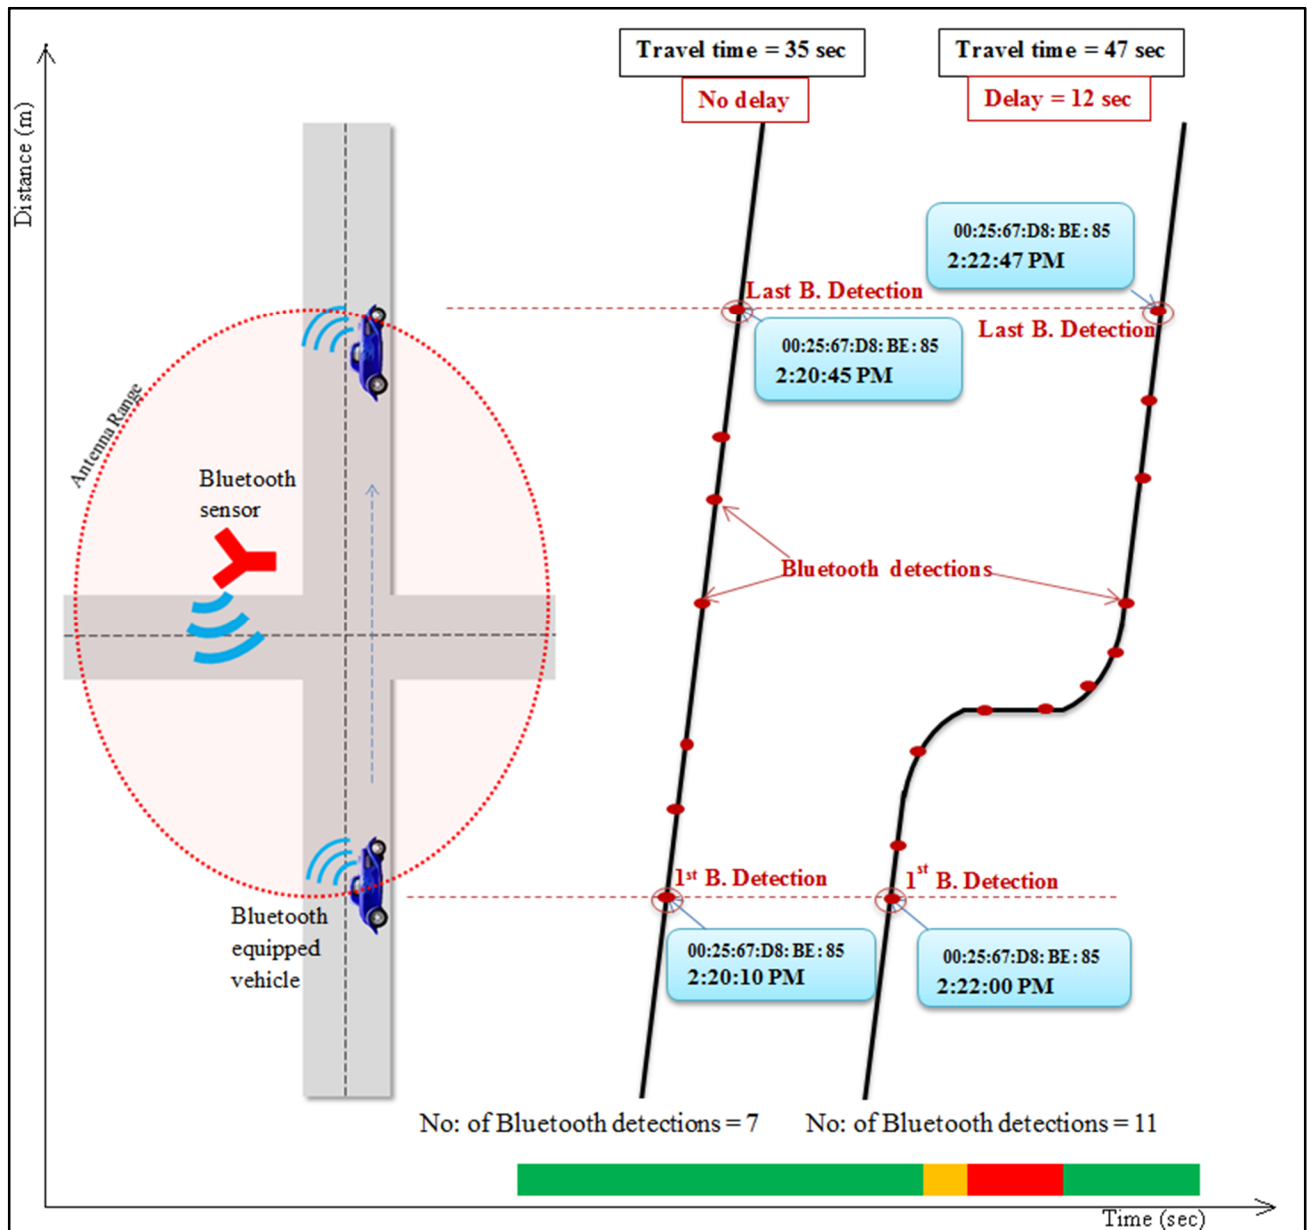 Travel time = 35 sec
Travel time = 47 sec
No delay
Delay = 12 sec
Distance (m)
00:25:67:D8: BE: 85
2:22:47 PM
Last B. Detection
Last B. Detection
00:25:67:D8: BE: 85
2:20:45 PM
Antenna Range
Bluetooth
sensor
Bluetooth detections
1st B. Detection
1st B. Detection
Bluetooth
equipped
vehicle
00:25:67:D8: BE: 85
2:20:10 PM
00:25:67:D8: BE: 85
2:22:00 PM
No: of Bluetooth detections = 7
No: of Bluetooth detections = 11
Time (sec)